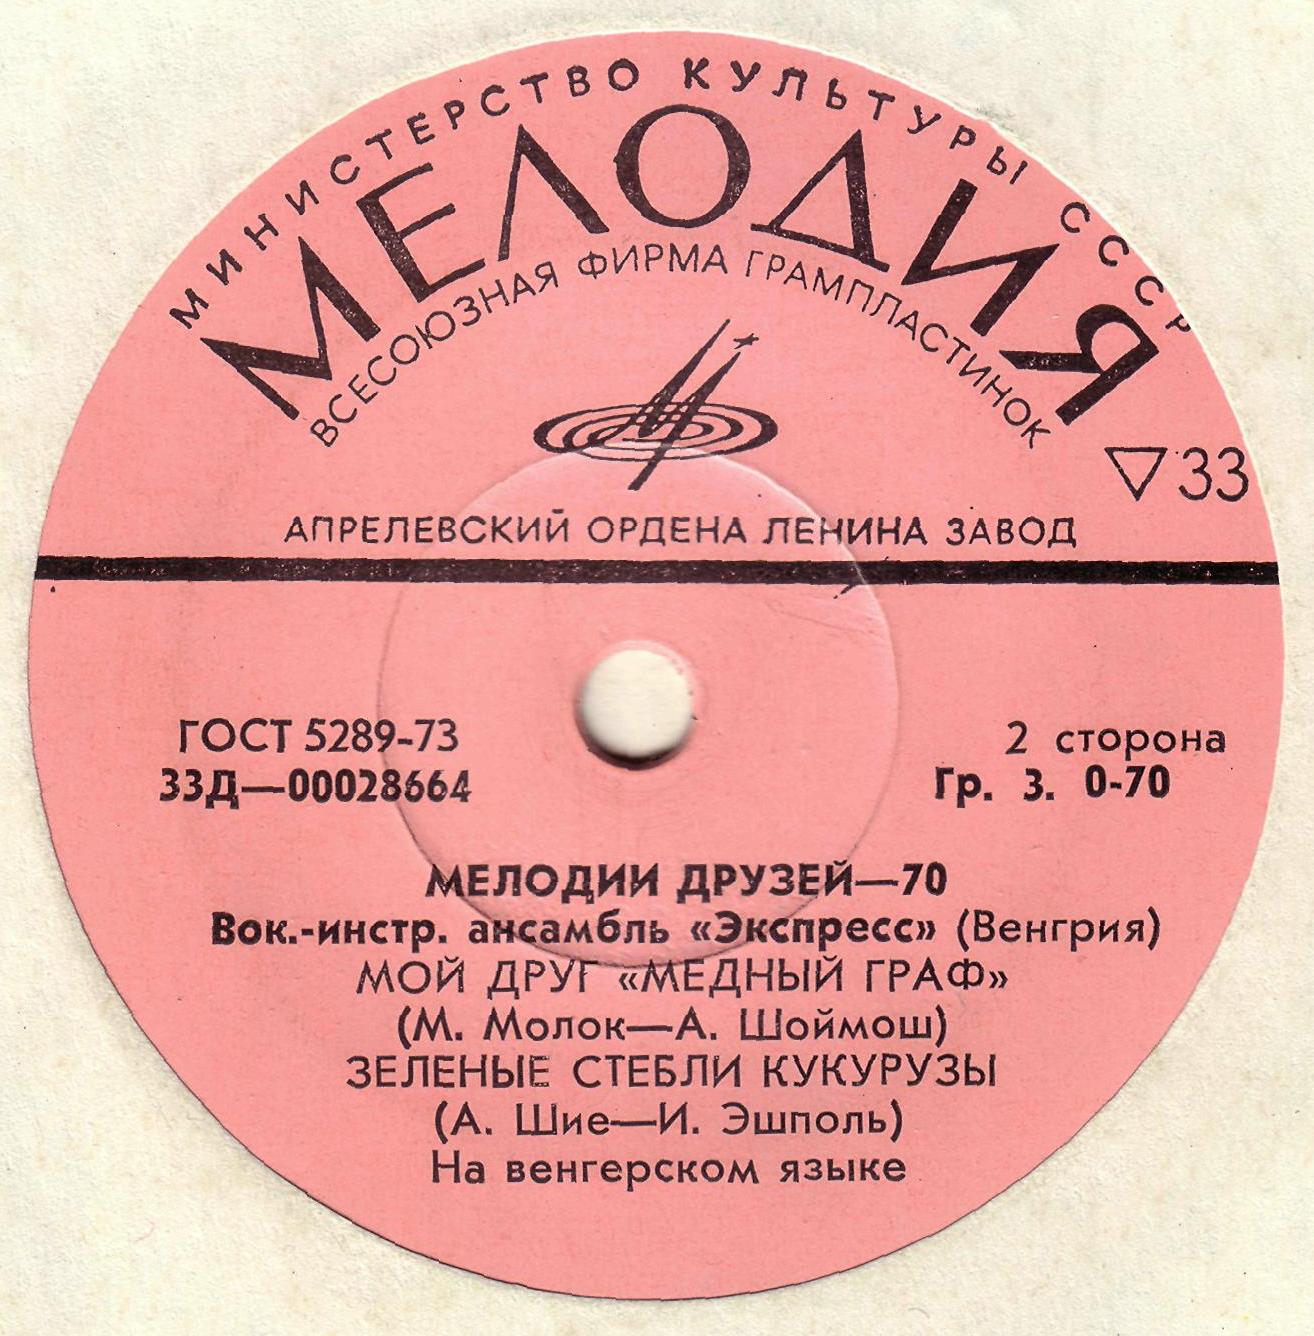 МИНИСТЕРСТВО КУЛЬТУРЫ СССР
МЕЛОДИЯ
ВСЕСОЮЗНАЯ ФИРМА ГРАМПЛАСТИНОК
33
АПРЕЛЕВСКИЙ ОРДЕНА ЛЕНИНА ЗАВОД
ГОСТ 5289-73
33Д—00028664
2 сторона
Гр. 3. 0-70
МЕЛОДИИ ДРУЗЕЙ—70
Вок.-инстр. ансамбль «Экспресс» (Венгрия)
МОЙ ДРУГ «МЕДНЫЙ ГРАФ»
(М. Молок—А. Шоймош)
ЗЕЛЕНЫЕ СТЕБЛИ КУКУРУЗЫ
(А. Шие—И. Эшполь)
На венгерском языке